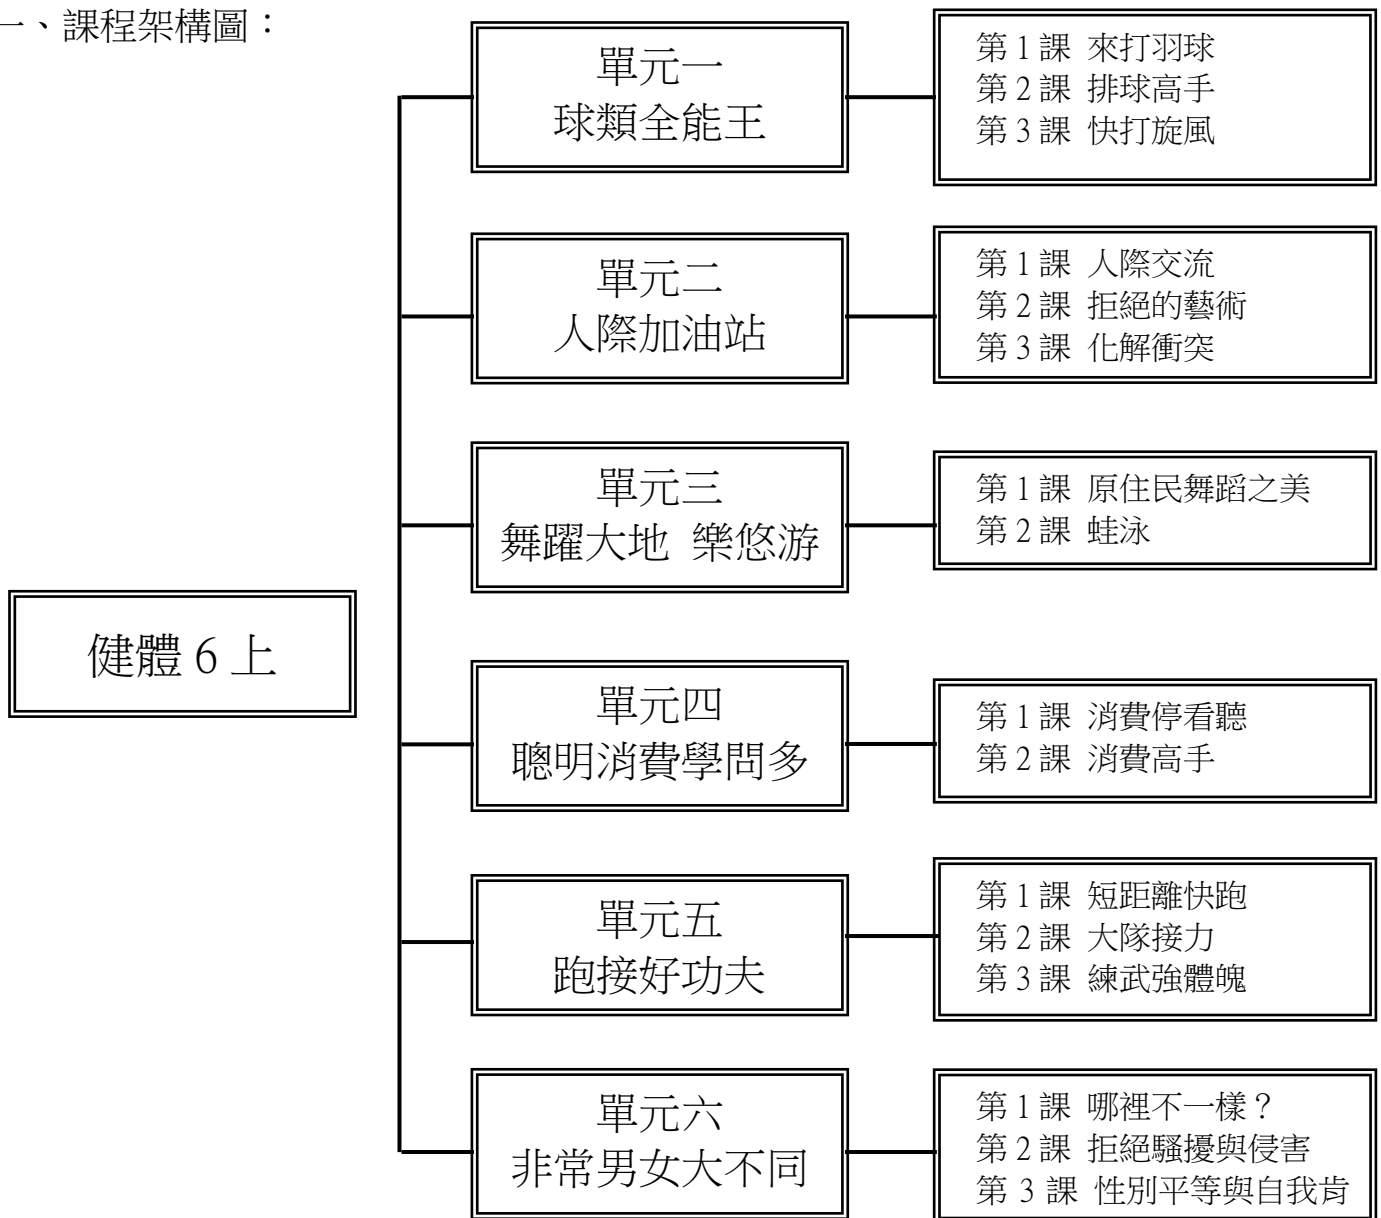 一、課程架構圖：
健體 6 上
單元一
球類全能王
第 1 課 來打羽球
第 2 課 排球高手
第 3 課 快打旋風
單元二
人際加油站
第 1 課 人際交流
第 2 課 拒絕的藝術
第 3 課 化解衝突
單元三
舞躍大地 樂悠游
第 1 課 原住民舞蹈之美
第 2 課 蛙泳
單元四
聰明消費學問多
第 1 課 消費停看聽
第 2 課 消費高手
單元五
跑接好功夫
第 1 課 短距離快跑
第 2 課 大隊接力
第 3 課 練武強體魄
單元六
非常男女大不同
第 1 課 哪裡不一樣？
第 2 課 拒絕騷擾與侵害
第 3 課 性別平等與自我肯